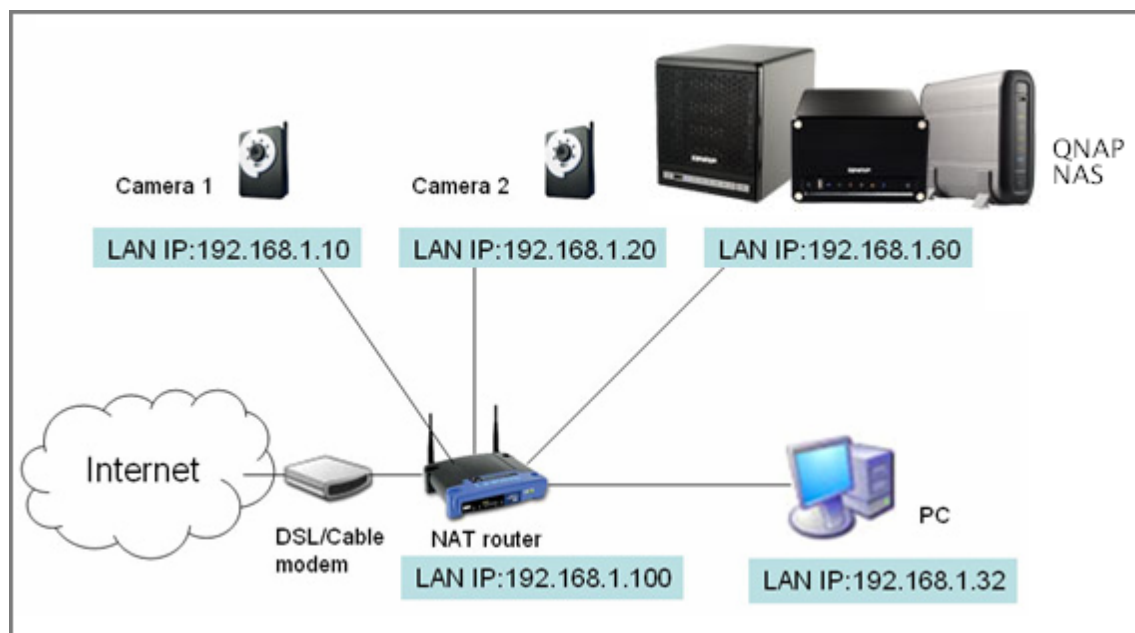 QNAP
NAS
Camera 1
Camera 2
LAN IP:192.168.1.10
LAN IP:192.168.1.20
LAN IP:192.168.1.60
Internet
DSL/Cable
modem
NAT router
LAN IP:192.168.1.100
PC
LAN IP:192.168.1.32